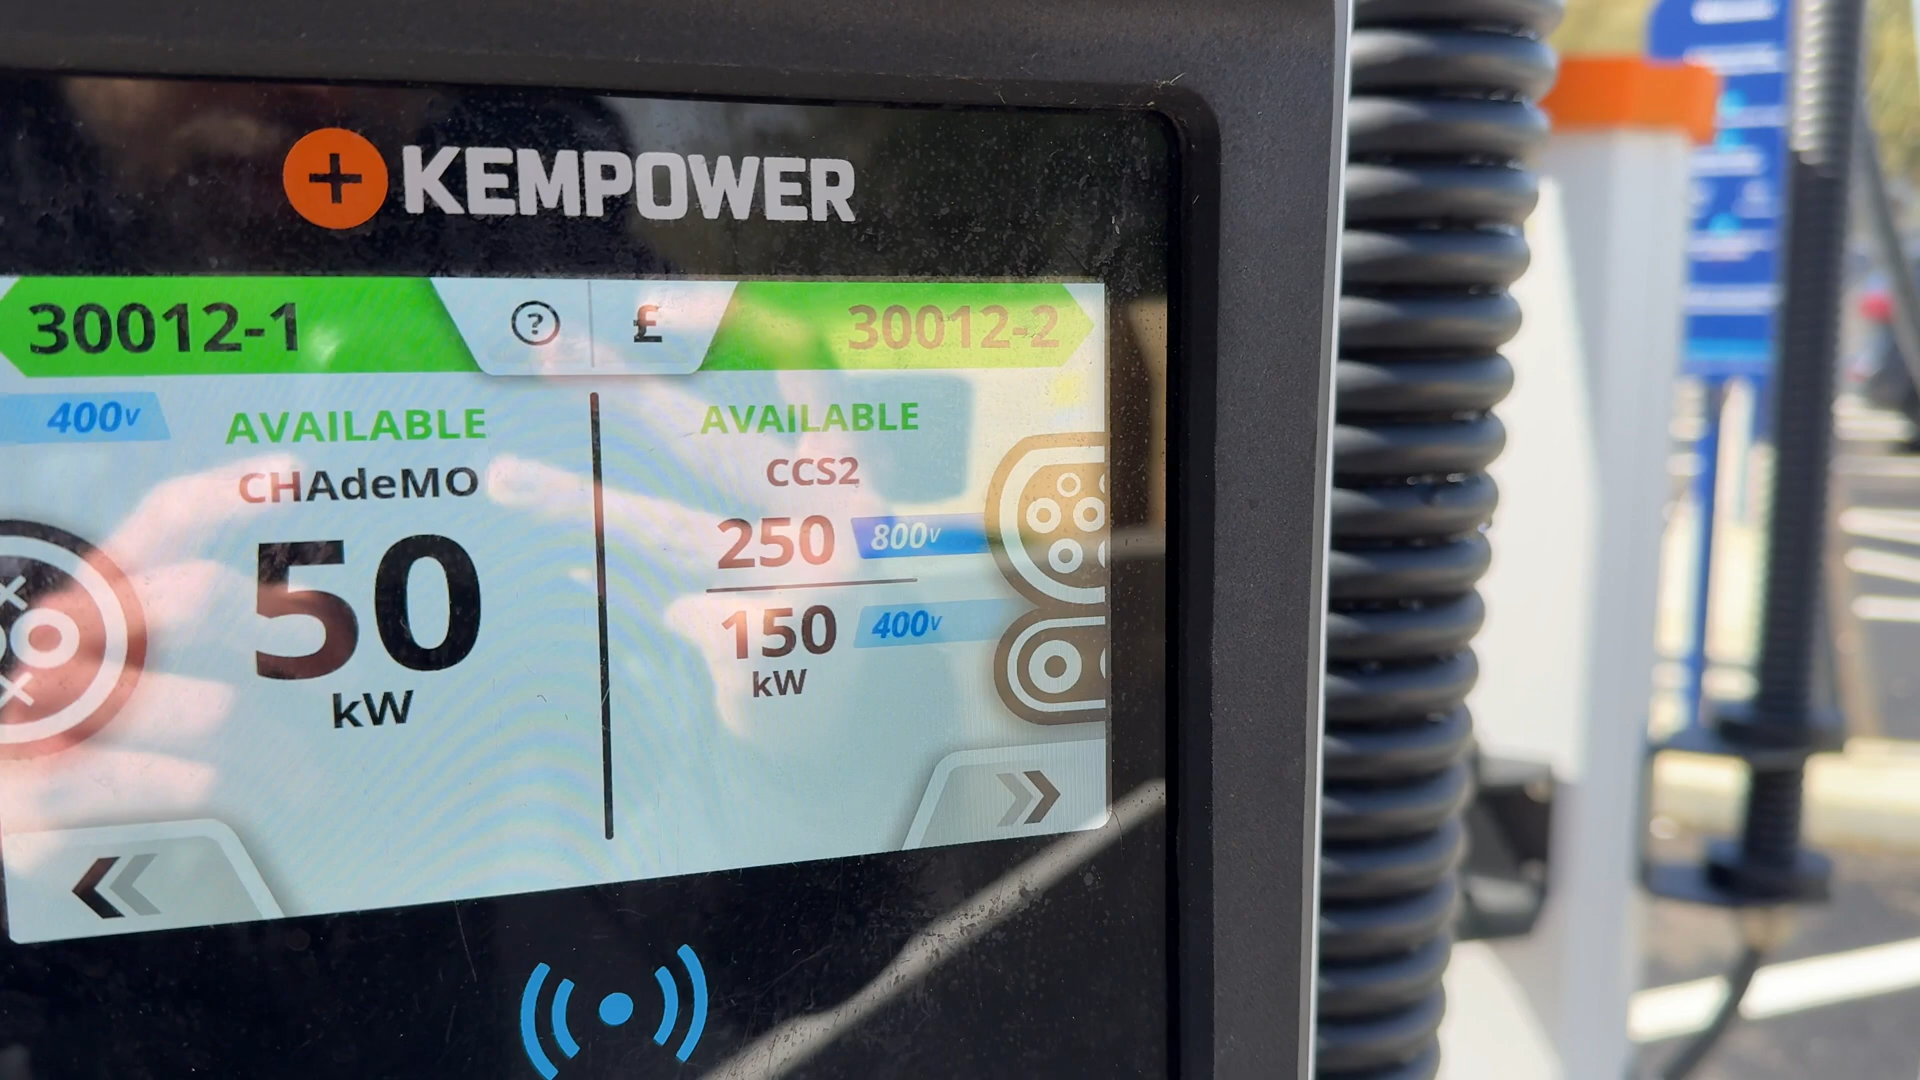 KEMPOWER
30012-1
?
£
30012-2
400v
AVAILABLE
CHAdeMO
50
kW
AVAILABLE
CCS2
250
800v
150
400v
kW